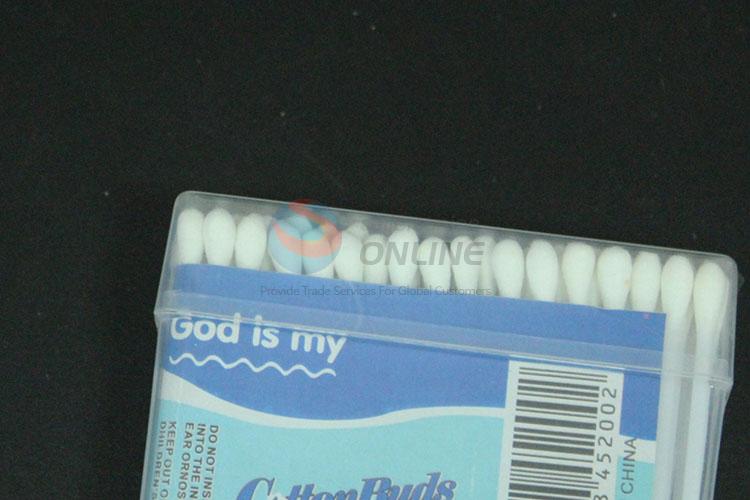 ONLINE
Provide Trade Services For Global Customers
God is my
Cotton Buds
DO NOT INS
INTO THE IN
EAR OR NOS
KEEP OUT O
452002
CHINA